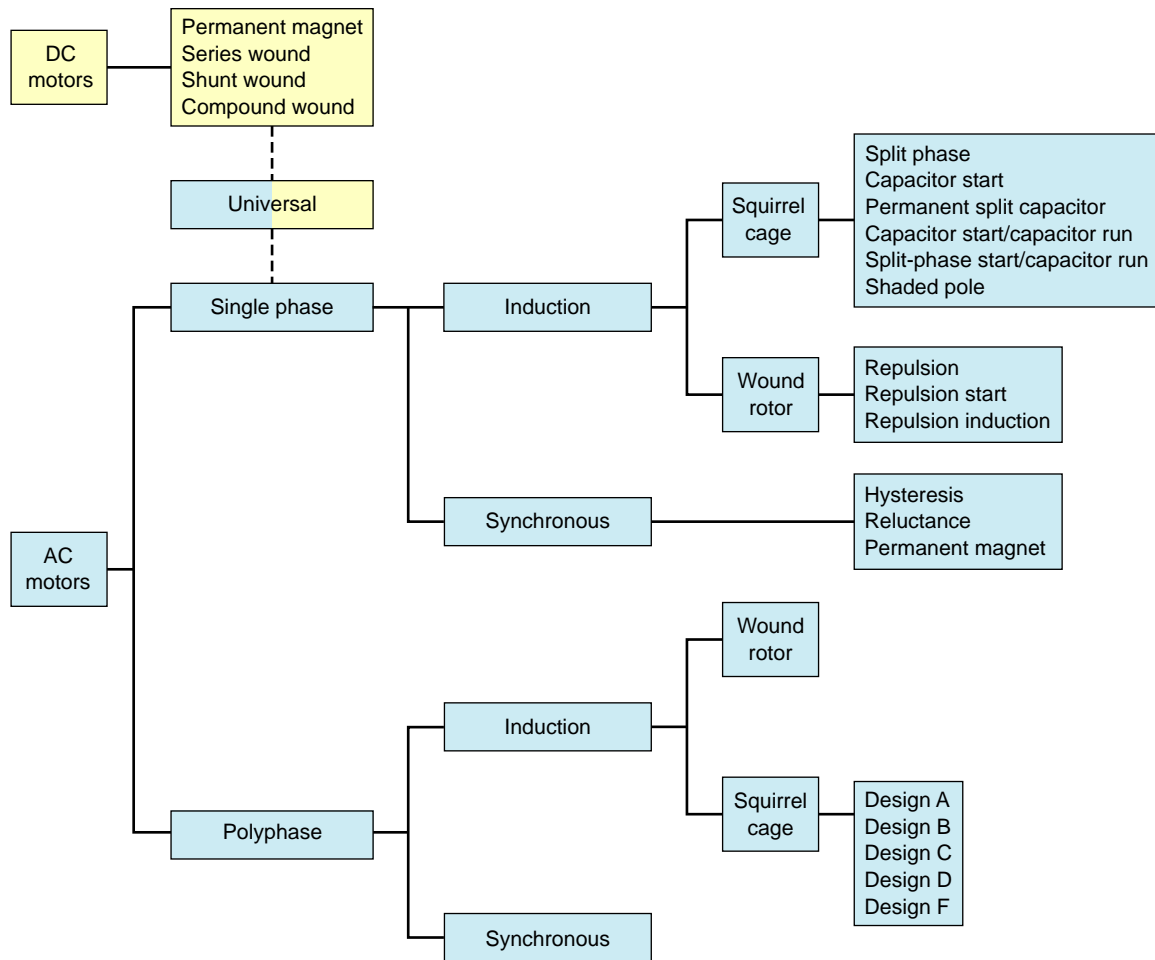 DC
motors
Permanent magnet
Series wound
Shunt wound
Compound wound
Universal
Single phase
Induction
Squirrel
cage
Split phase
Capacitor start
Permanent split capacitor
Capacitor start/capacitor run
Split-phase start/capacitor run
Shaded pole
Wound
rotor
Repulsion
Repulsion start
Repulsion induction
Synchronous
Hysteresis
Reluctance
Permanent magnet
AC
motors
Polyphase
Induction
Wound
rotor
Squirrel
cage
Design A
Design B
Design C
Design D
Design F
Synchronous